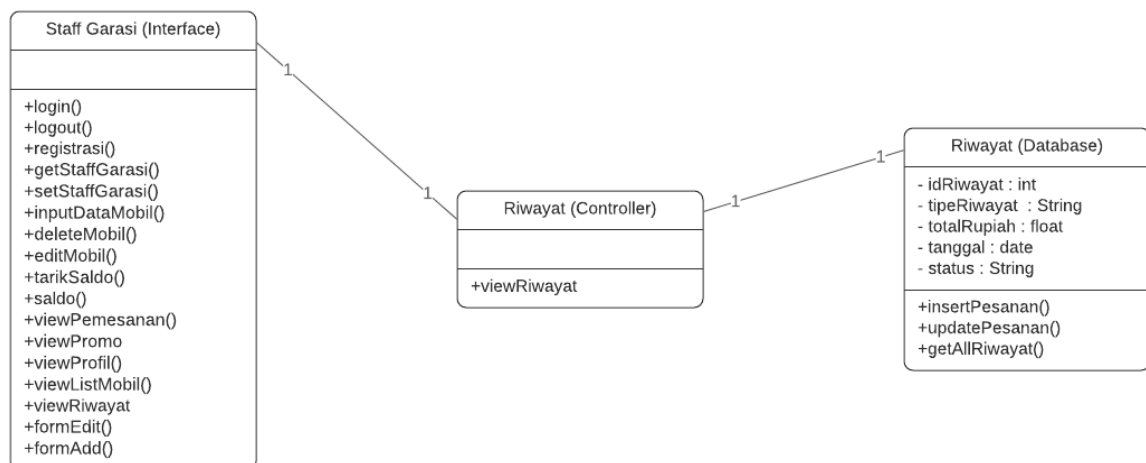 Staff Garasi (Interface)
+login()
+logout()
+registrasi()
+getStaffGarasi()
+setStaffGarasi()
+inputDataMobil()
+deleteMobil()
+editMobil()
+tarikSaldo()
+saldo()
+viewPemesanan()
+viewPromo
+viewProfil()
+viewListMobil()
+viewRiwayat
+formEdit()
+formAdd()
1
1
Riwayat (Controller)
+viewRiwayat
1
1
Riwayat (Database)
- idRiwayat : int
- tipeRiwayat : String
- totalRupiah : float
- tanggal : date
- status : String
+insertPesanan()
+updatePesanan()
+getAllRiwayat()